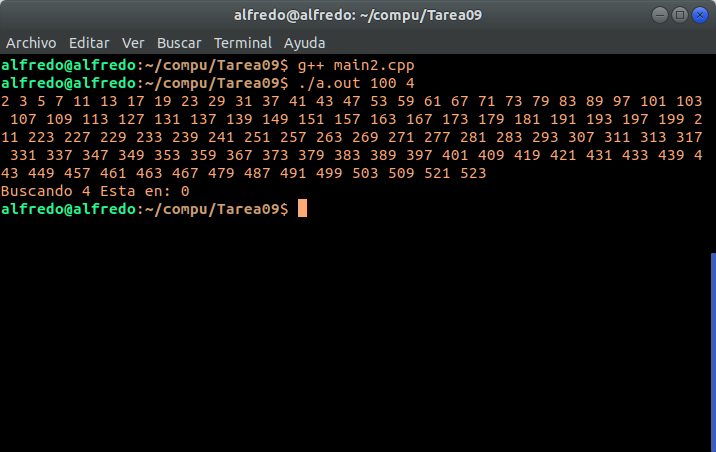 alfredo@alfredo: ~/compu/Tarea09
Archivo Editar Ver Buscar Terminal Ayuda
alfredo@alfredo:~/compu/Tarea09$ g++ main2.cpp
alfredo@alfredo:~/compu/Tarea09$ ./a.out 100 4
2 3 5 7 11 13 17 19 23 29 31 37 41 43 47 53 59 61 67 71 73 79 83 89 97 101 103
107 109 113 127 131 137 139 149 151 157 163 167 173 179 181 191 193 197 199 2
11 223 227 229 233 239 241 251 257 263 269 271 277 281 283 293 307 311 313 317
331 337 347 349 353 359 367 373 379 383 389 397 401 409 419 421 431 433 439 4
43 449 457 461 463 467 479 487 491 499 503 509 521 523
Buscando 4 Esta en: 0
alfredo@alfredo:~/compu/Tarea09$